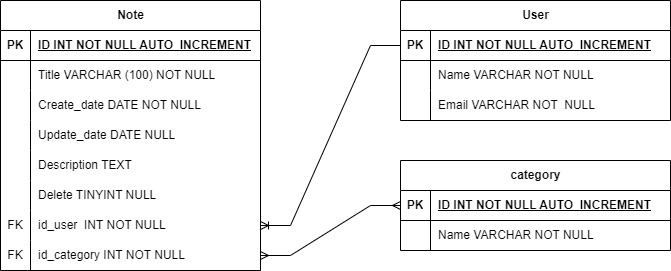 Note
PK ID INT NOT NULL AUTO_INCREMENT
Title VARCHAR (100) NOT NULL
Create_date DATE NOT NULL
Update_date DATE NULL
Description TEXT
Delete TINYINT NULL
FK id_user INT NOT NULL
FK id_category INT NOT NULL
User
PK ID INT NOT NULL AUTO_INCREMENT
Name VARCHAR NOT NULL
Email VARCHAR NOT NULL
category
PK ID INT NOT NULL AUTO_INCREMENT
Name VARCHAR NOT NULL